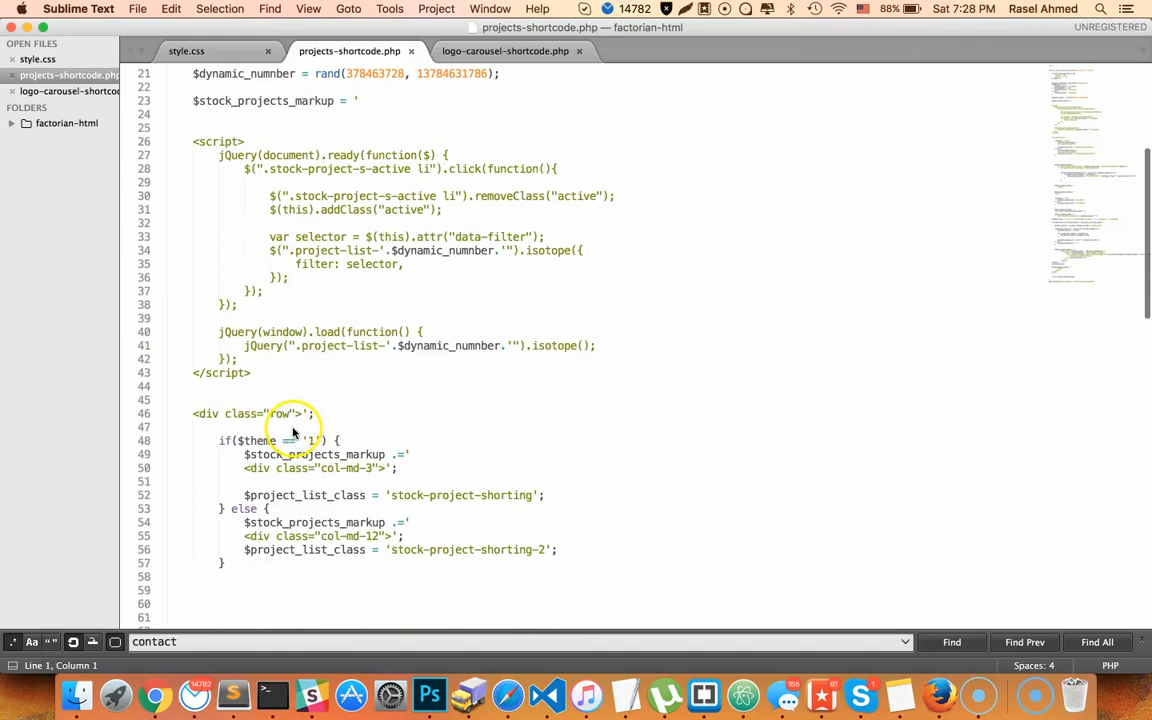 Sublime Text File Edit Selection Find View Goto Tools Project Window Help 14782 88% Sat 7:28 PM Rasel Ahmed
projects-shortcode.php — factorian-html UNREGISTERED
OPEN FILES
style.css
projects-shortcode.php
logo-carousel-shortcod
FOLDERS
factorian-html
style.css projects-shortcode.php logo-carousel-shortcode.php
21 $dynamic_numnber = rand(378463728, 13784631786);
22
23 $stock_projects_markup = '
24
25
26 <script>
27 jQuery(document).ready(function($) {
28 $(".stock-project-s-active li").click(function(){
29
30 $(".stock-project-s-active li").removeClass("active");
31 $(this).addClass("active");
32
33 var selector = $(this).attr("data-filter");
34 $(".project-list-'.$dynamic_numnber.'").isotope({
35 filter: selector,
36 });
37 });
38 });
39
40 jQuery(window).load(function() {
41 jQuery(".project-list-'.$dynamic_numnber.'").isotope();
42 });
43 </script>
44
45
46 <div class="row">';
47
48 if($theme == '1') {
49 $stock_projects_markup .='
50 <div class="col-md-3">';
51
52 $project_list_class = 'stock-project-shorting';
53 } else {
54 $stock_projects_markup .='
55 <div class="col-md-12">';
56 $project_list_class = 'stock-project-shorting-2';
57 }
58
59
60
61
.* Aa “” contact Find Find Prev Find All
Line 1, Column 1 Spaces: 4 PHP
14782 155 61 1